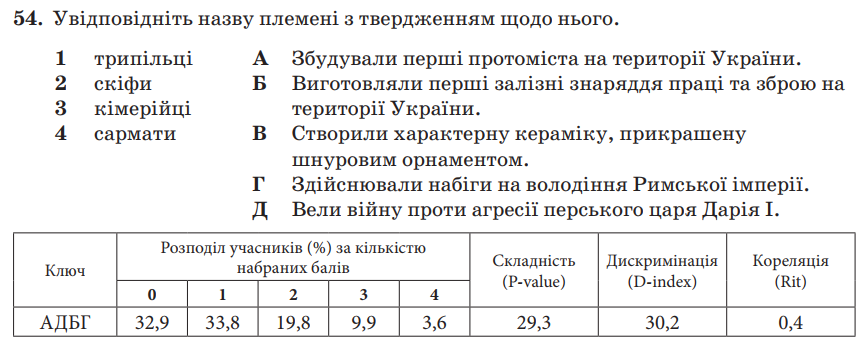 54. Увідповідніть назву племені з твердженням щодо нього.
1 трипільці
2 скіфи
3 кімерійці
4 сармати
А Збудували перші протоміста на території України.
Б Виготовляли перші залізні знаряддя праці та зброю на
території України.
В Створили характерну кераміку, прикрашену
шнуровим орнаментом.
Г Здійснювали набіги на володіння Римської імперії.
Д Вели війну проти агресії перського царя Дарія І.
Ключ
Розподіл учасників (%) за кількістю
набраних балів
0 1 2 3 4
Складність
(P-value)
Дискримінація
(D-index)
Кореляція
(Rit)
АДБГ 32,9 33,8 19,8 9,9 3,6 29,3 30,2 0,4